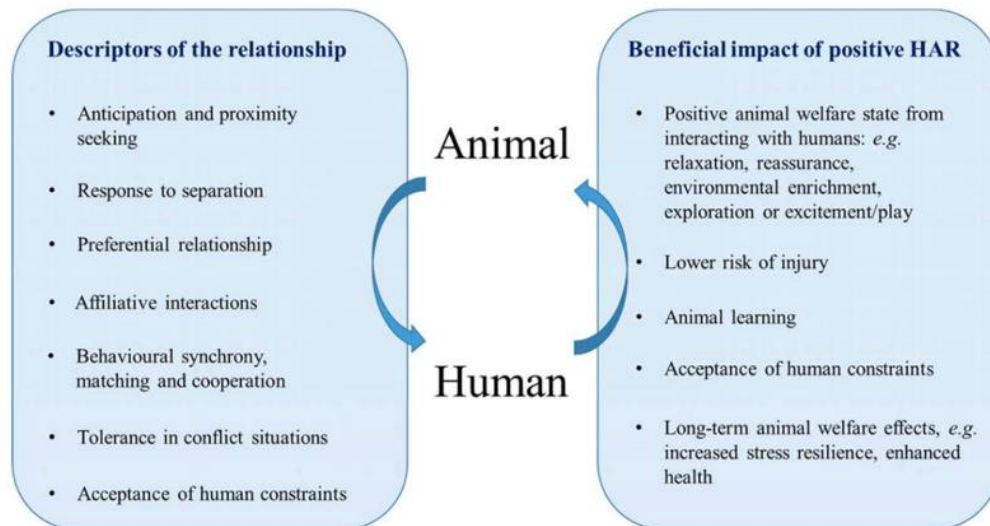 Descriptors of the relationship
• Anticipation and proximity
seeking
• Response to separation
• Preferential relationship
• Affiliative interactions
• Behavioural synchrony,
matching and cooperation
• Tolerance in conflict situations
• Acceptance of human constraints
Animal
Human
Beneficial impact of positive HAR
• Positive animal welfare state from
interacting with humans: e.g.
relaxation, reassurance,
environmental enrichment,
exploration or excitement/play
• Lower risk of injury
• Animal learning
• Acceptance of human constraints
• Long-term animal welfare effects, e.g.
increased stress resilience, enhanced
health